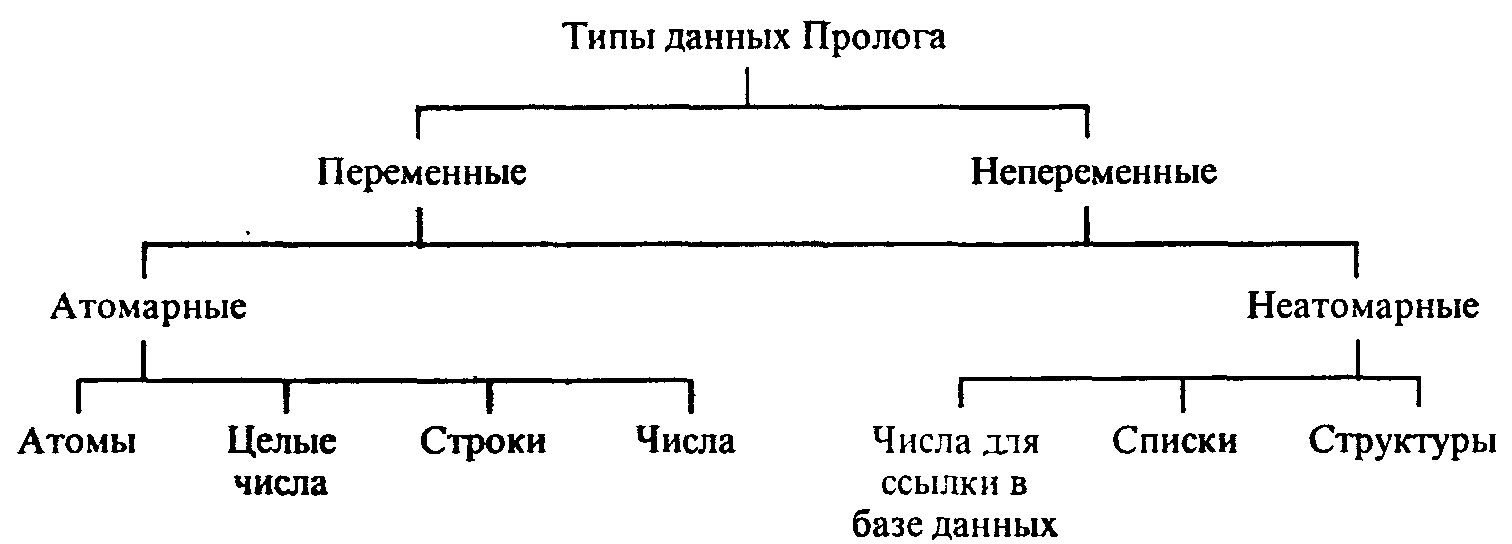 Типы данных Пролога
Переменные
Непеременные
Атомарные
Неатомарные
Атомы
Целые
числа
Строки
Числа
Числа для
ссылки в
базе данных
Списки
Структуры